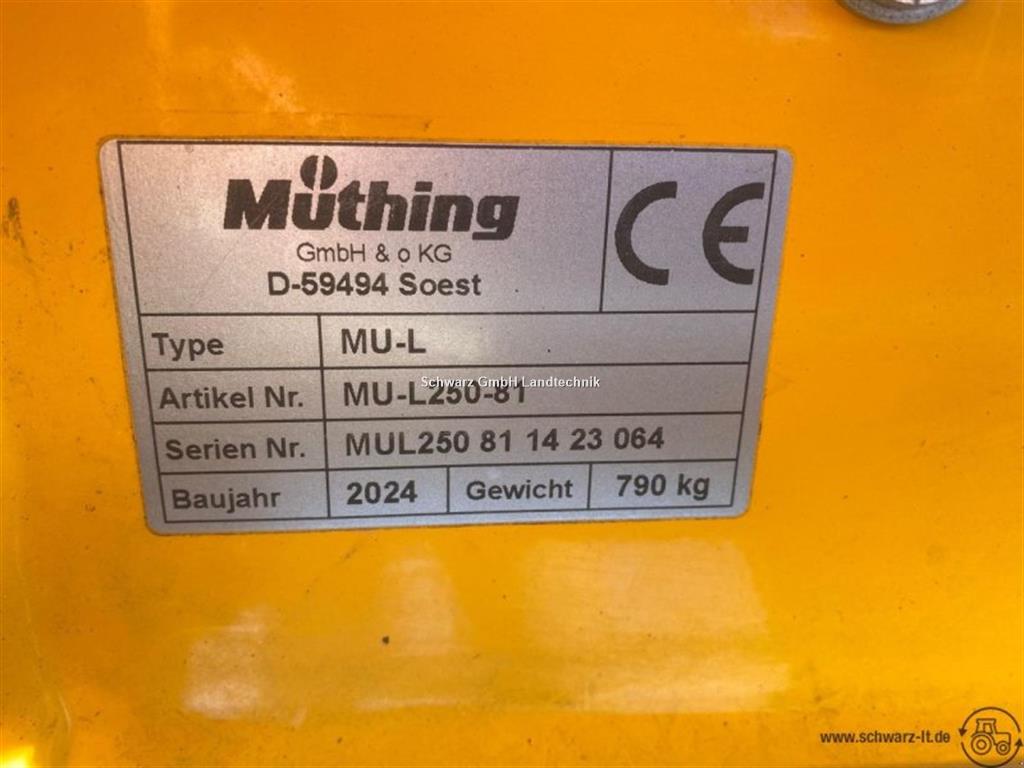 Müthing
GmbH & o KG
D-59494 Soest
CE
Type MU-L
Schwarz GmbH Landtechnik
Artikel Nr. MU-L250-81
Serien Nr. MUL250 81 14 23 064
Baujahr 2024 Gewicht 790 kg
www.schwarz-lt.de